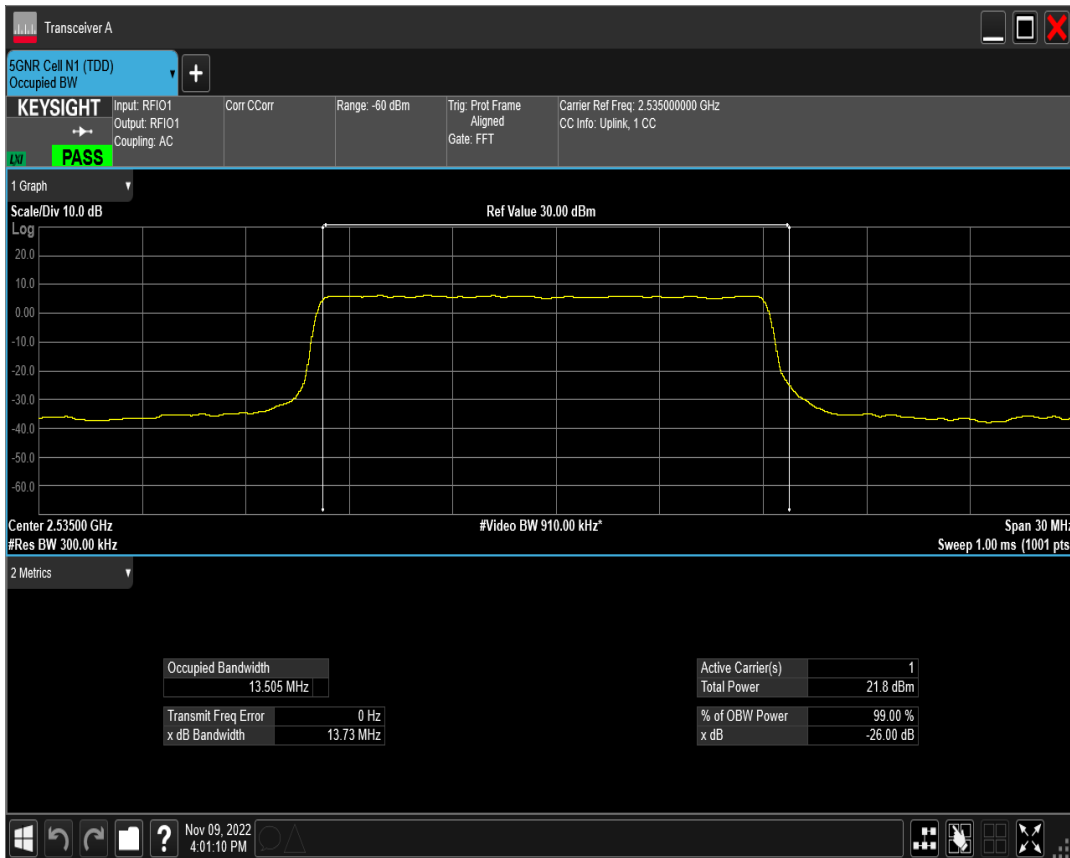 Transceiver A
5GNR Cell N1 (TDD)
Occupied BW
+
KEYSIGHT
LXI
PASS
Input: RFIO1
Output: RFIO1
Coupling: AC
Corr CCorr
Range: -60 dBm
Trig: Prot Frame
Aligned
Gate: FFT
Carrier Ref Freq: 2.535000000 GHz
CC Info: Uplink, 1 CC
1 Graph
Scale/Div 10.0 dB
Ref Value 30.00 dBm
Log
20.0
10.0
0.00
-10.0
-20.0
-30.0
-40.0
-50.0
-60.0
Center 2.53500 GHz
#Video BW 910.00 kHz*
Span 30 MHz
#Res BW 300.00 kHz
Sweep 1.00 ms (1001 pts
2 Metrics
Occupied Bandwidth
13.505 MHz
Transmit Freq Error 0 Hz
x dB Bandwidth 13.73 MHz
Active Carrier(s) 1
Total Power 21.8 dBm
% of OBW Power 99.00 %
x dB -26.00 dB
?
Nov 09, 2022
4:01:10 PM